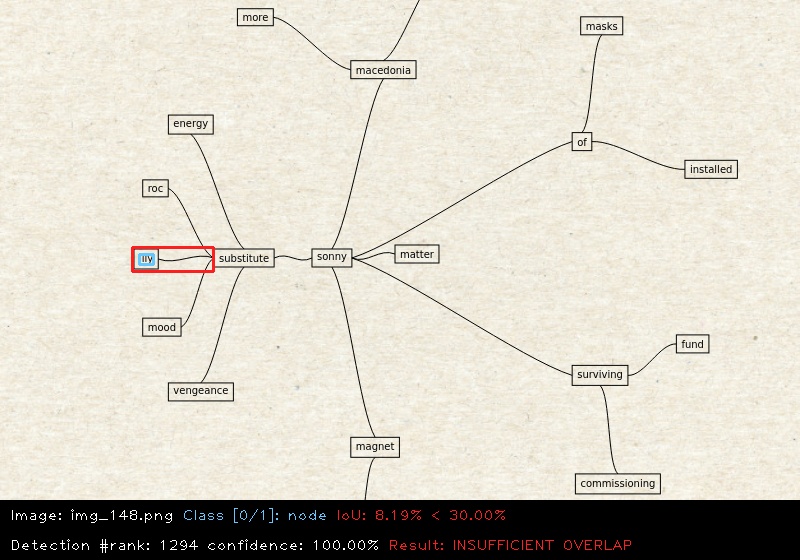 more
masks
macedonia
energy
of
installed
roc
matter
sonny
substitute
mood
fund
surviving
vengeance
magnet
commissioning
Image: img_148.png Class [0/1]: node IoU: 8.19% < 30.00%
Detection #rank: 1294 confidence: 100.00% Result: INSUFFICIENT OVERLAP